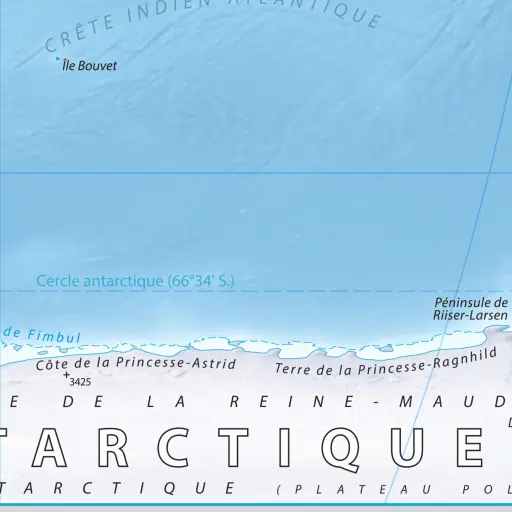 CRÊTE INDIEN ATLANTIQUE
Île Bouvet
Cercle antarctique (66°34' S.)
Péninsule de
Riiser-Larsen
de Fimbul
Côte de la Princesse-Astrid
Terre de la Princesse-Ragnhild
3425
E DE LA REINE-MAUD
TARCTIQUE
TARCTIQUE (PLATEAU POL